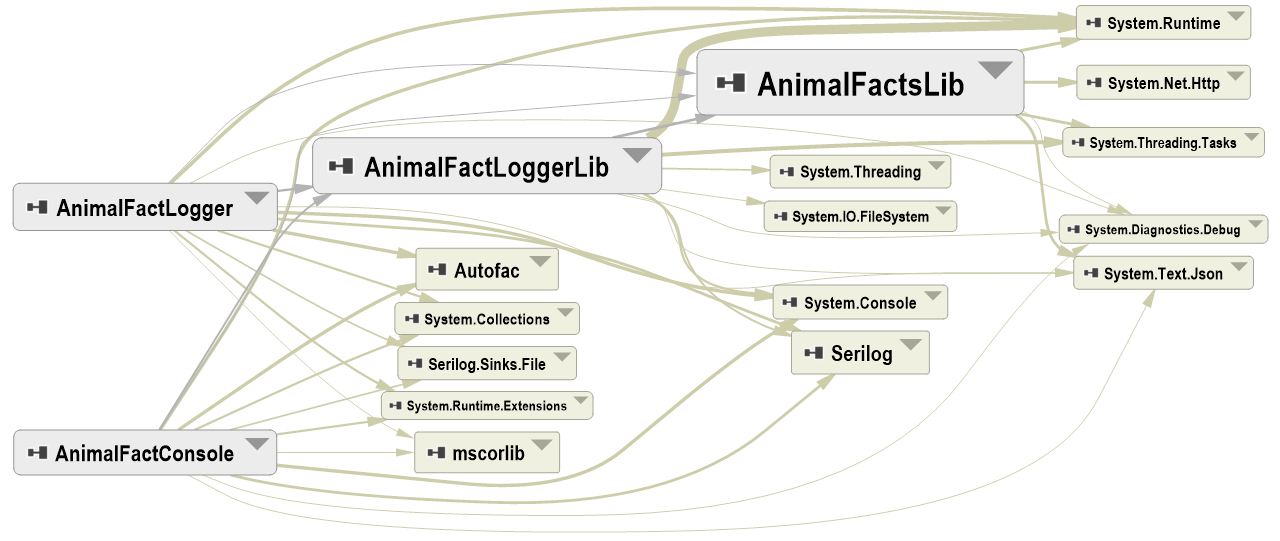 System.Runtime
AnimalFactsLib
System.Net.Http
System.Threading.Tasks
AnimalFactLoggerLib
System.Threading
AnimalFactLogger
System.IO.FileSystem
System.Diagnostics.Debug
Autofac
System.Text.Json
System.Collections
System.Console
Serilog.Sinks.File
Serilog
System.Runtime.Extensions
AnimalFactConsole
mscorlib